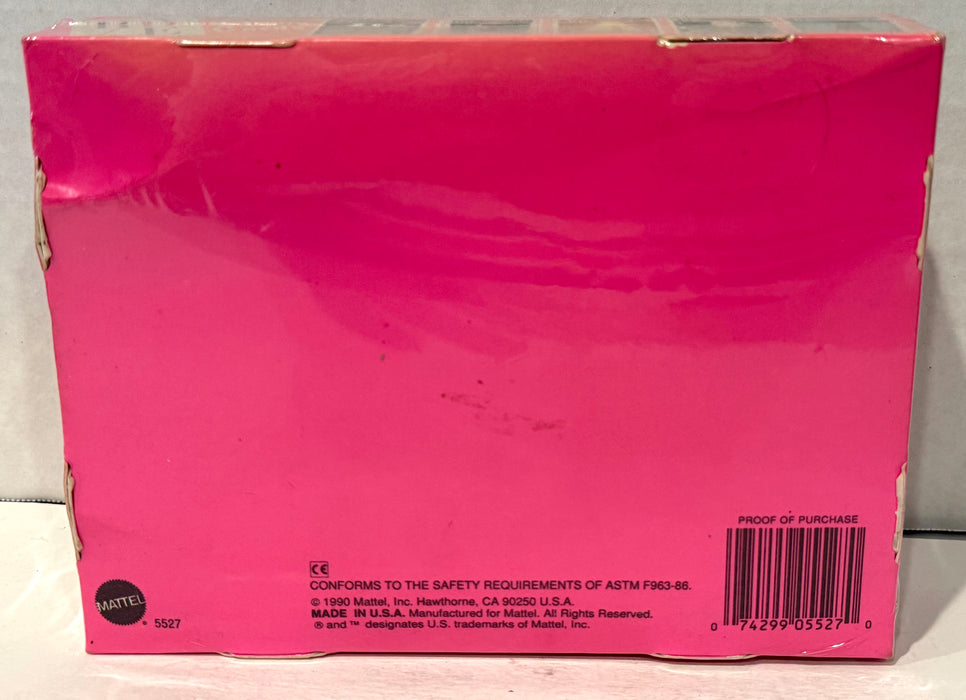 PROOF OF PURCHASE
CE
CONFORMS TO THE SAFETY REQUIREMENTS OF ASTM F963-86.
© 1990 Mattel, Inc. Hawthorne, CA 90250 U.S.A.
MADE IN U.S.A. Manufactured for Mattel. All Rights Reserved.
® and ™ designates U.S. trademarks of Mattel, Inc.
MATTEL
® 5527
0 74299 05527 0